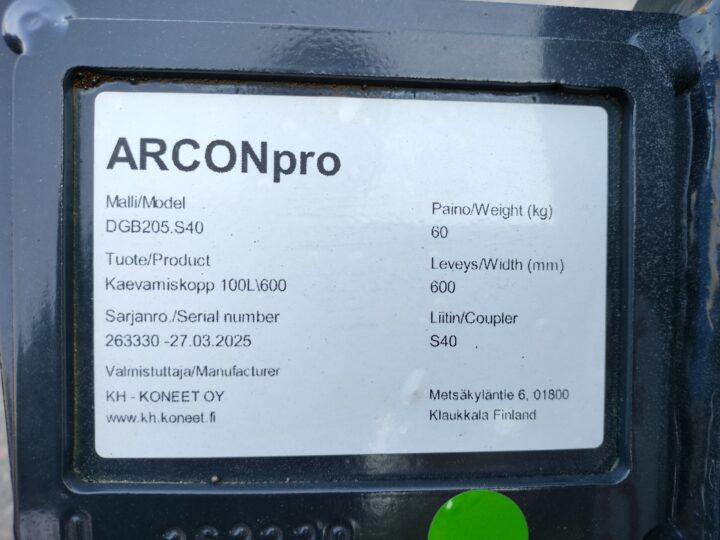 ARCONpro
Malli/Model
DGB205.S40
Paino/Weight (kg)
60
Tuote/Product
Kaevamiskopp 100L\600
Leveys/Width (mm)
600
Sarjanro./Serial number
263330 -27.03.2025
Liitin/Coupler
S40
Valmistuttaja/Manufacturer
KH - KONEET OY
www.kh.koneet.fi
Metsäkyläntie 6, 01800
Klaukkala Finland